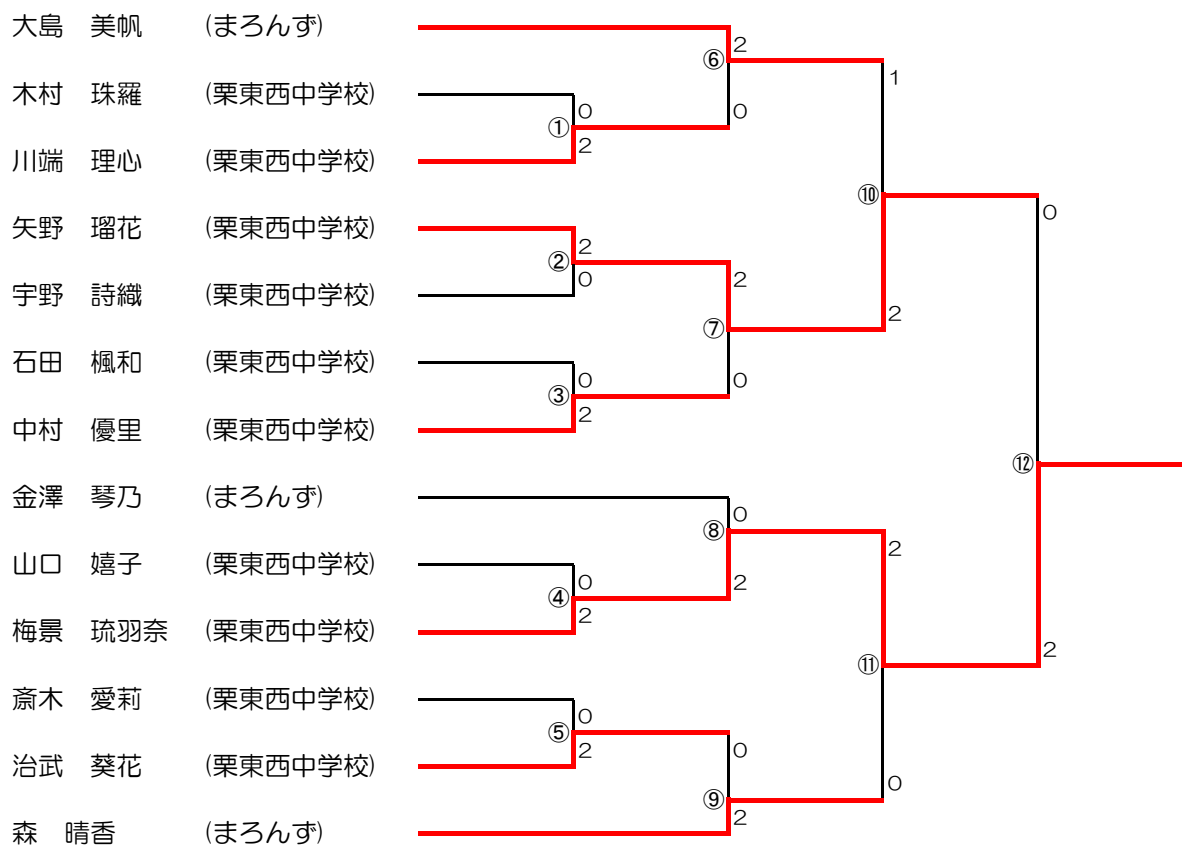 大島 美帆 (まろんず)
2
⑥
1
木村 珠羅 (栗東西中学校)
0
0
①
2
川端 理心 (栗東西中学校)
⑩
0
矢野 瑠花 (栗東西中学校)
2
②
0
2
宇野 詩織 (栗東西中学校)
2
⑦
石田 楓和 (栗東西中学校)
0
0
③
2
中村 優里 (栗東西中学校)
⑫
金澤 琴乃 (まろんず)
0
⑧
2
山口 嬉子 (栗東西中学校)
0
2
④
2
梅景 琉羽奈 (栗東西中学校)
2
⑪
斎木 愛莉 (栗東西中学校)
0
⑤
2
0
治武 葵花 (栗東西中学校)
0
⑨
2
森 晴香 (まろんず)